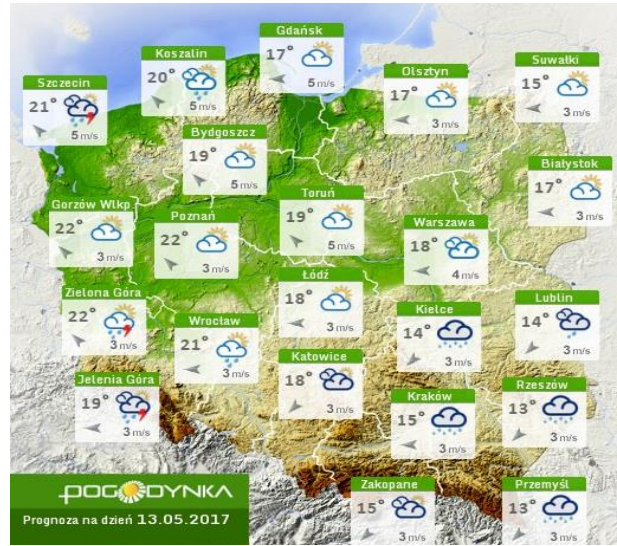 Gdańsk
17°
5 m/s
Koszalin
20°
5 m/s
Szczecin
21°
5 m/s
Olsztyn
17°
3 m/s
Suwałki
15°
3 m/s
Bydgoszcz
19°
5 m/s
Białystok
17°
3 m/s
Gorzów Wlkp
22°
3 m/s
Poznań
22°
3 m/s
Toruń
19°
5 m/s
Warszawa
18°
4 m/s
Łódź
18°
3 m/s
Zielona Góra
22°
3 m/s
Wrocław
21°
3 m/s
Kielce
14°
3 m/s
Lublin
14°
3 m/s
Jelenia Góra
19°
3 m/s
Katowice
18°
3 m/s
Kraków
15°
3 m/s
Rzeszów
13°
3 m/s
Zakopane
15°
3 m/s
Przemyśl
13°
3 m/s
POGODYNKA
Prognoza na dzień 13.05.2017